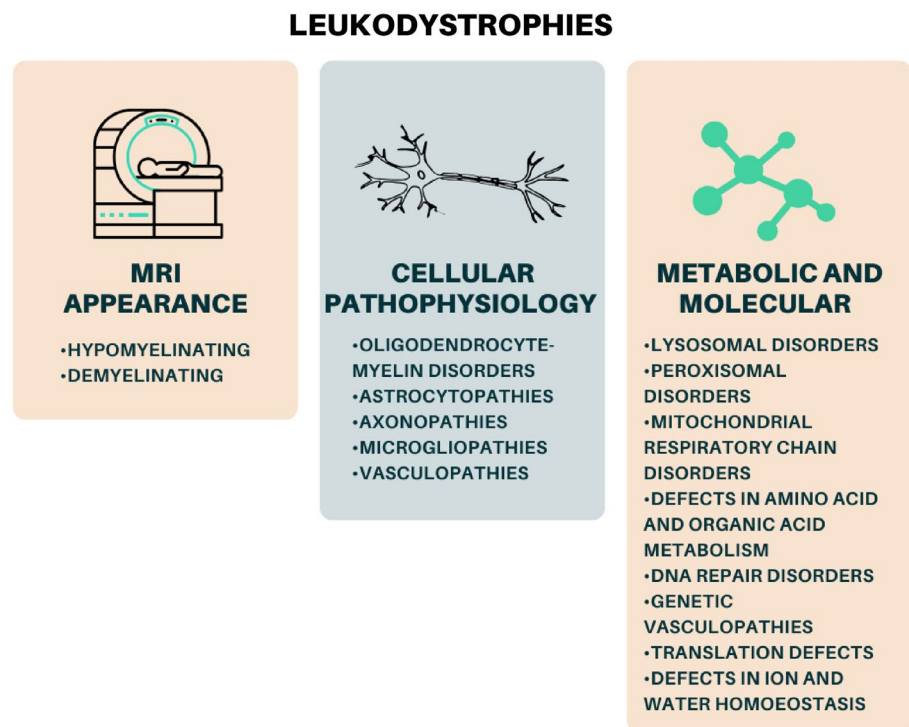 LEUKODYSTROPHIES
MRI
APPEARANCE
•HYPOMYELINATING
•DEMYELINATING
CELLULAR
PATHOPHYSIOLOGY
•OLIGODENDROCYTE-
MYELIN DISORDERS
•ASTROCYTOPATHIES
•AXONOPATHIES
•MICROGLIOPATHIES
•VASCULOPATHIES
METABOLIC AND
MOLECULAR
•LYSOSOMAL DISORDERS
•PEROXISOMAL
DISORDERS
•MITOCHONDRIAL
RESPIRATORY CHAIN
DISORDERS
•DEFECTS IN AMINO ACID
AND ORGANIC ACID
METABOLISM
•DNA REPAIR DISORDERS
•GENETIC
VASCULOPATHIES
•TRANSLATION DEFECTS
•DEFECTS IN ION AND
WATER HOMOEOSTASIS